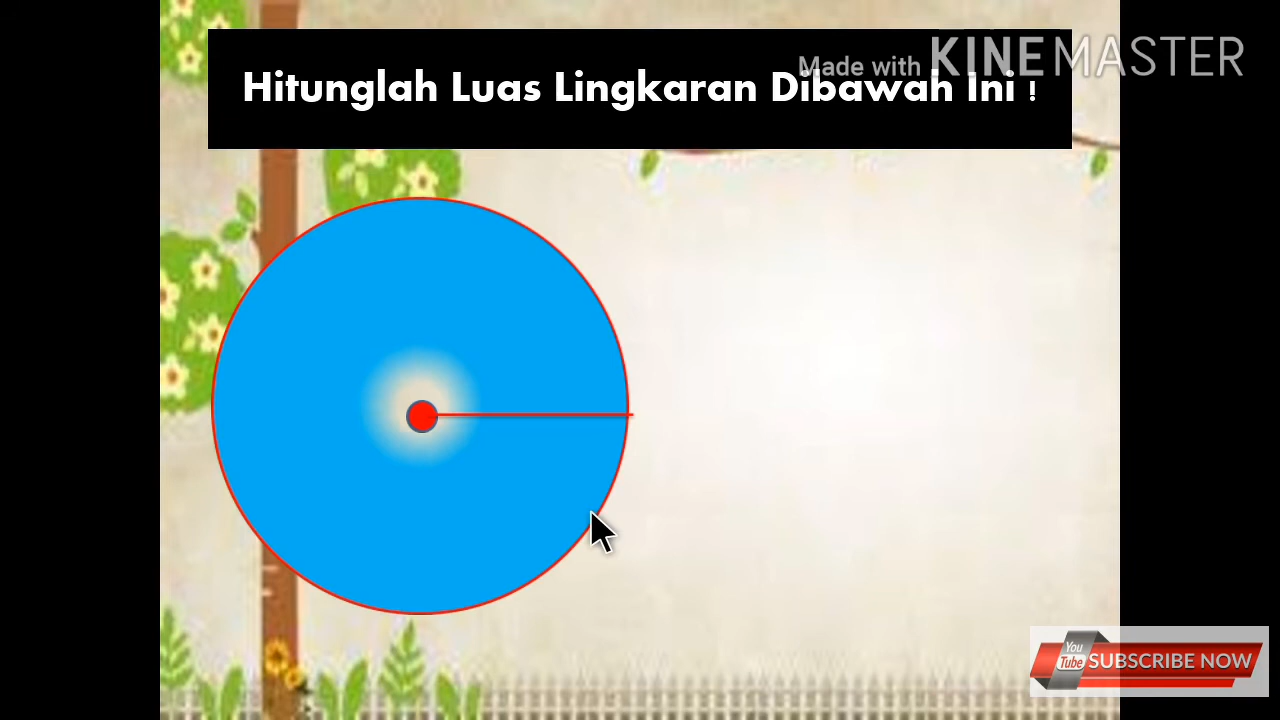 Made with KINEMASTER
Hitunglah Luas Lingkaran Dibawah Ini !
You
Tube SUBSCRIBE NOW